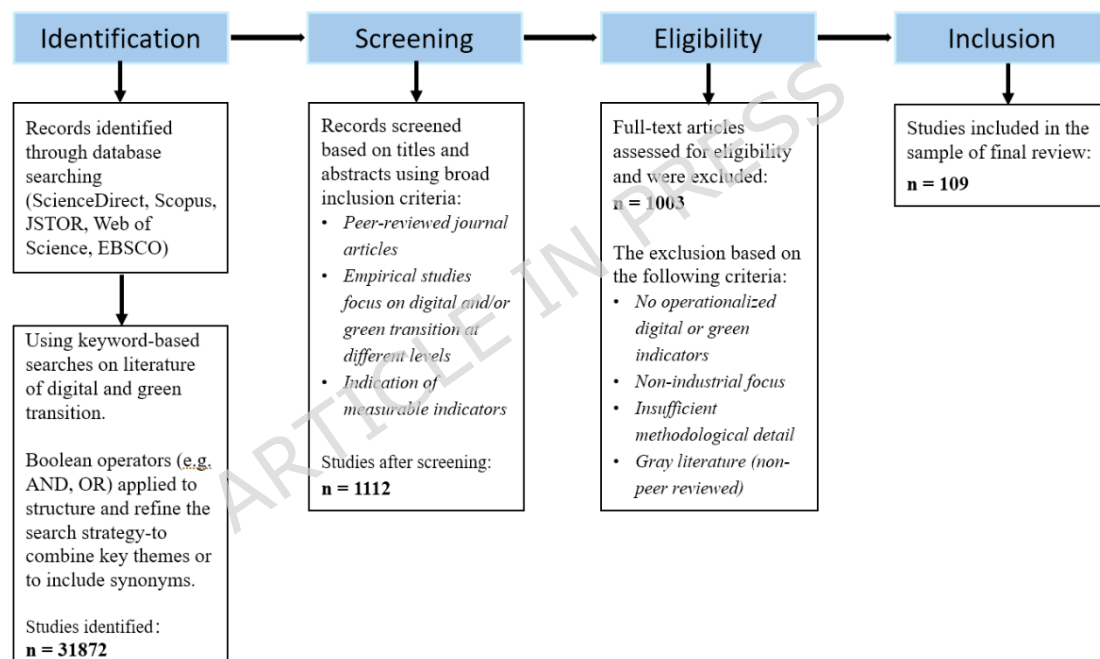 Identification
Screening
Eligibility
Inclusion
Records identified
through database
searching
(ScienceDirect, Scopus,
JSTOR, Web of
Science, EBSCO)
Using keyword-based
searches on literature
of digital and green
transition.
Boolean operators (e.g.
AND, OR) applied to
structure and refine the
search strategy-to
combine key themes or
to include synonyms.
Studies identified:
n = 31872
Records screened
based on titles and
abstracts using broad
inclusion criteria:
• Peer-reviewed journal
articles
• Empirical studies
focus on digital and/or
green transition at
different levels
• Indication of
measurable indicators
Studies after screening:
n = 1112
Full-text articles
assessed for eligibility
and were excluded:
n = 1003
The exclusion based on
the following criteria:
• No operationalized
digital or green
indicators
• Non-industrial focus
• Insufficient
methodological detail
• Gray literature (non-
peer reviewed)
Studies included in the
sample of final review:
n = 109
ARTICLE IN PRESS